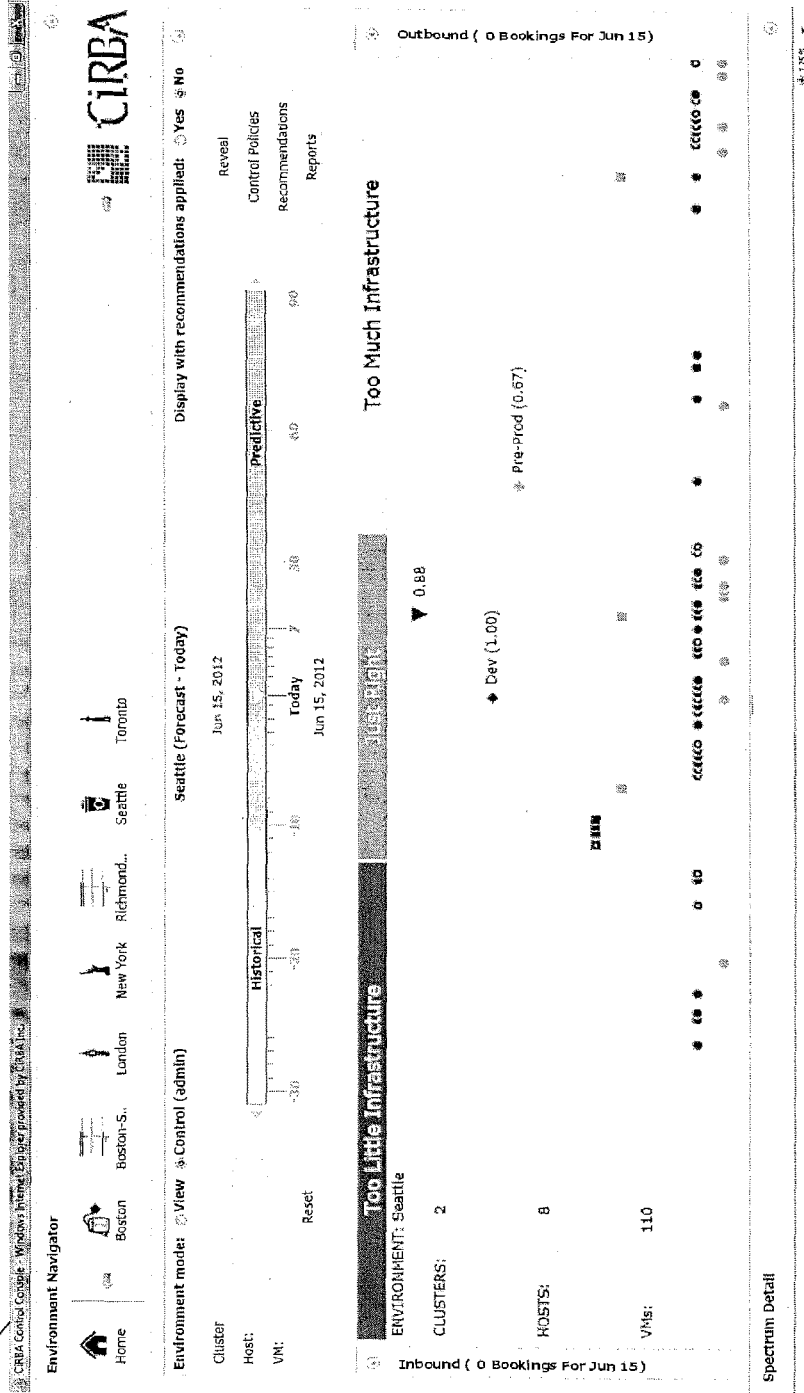 CiRBA Control Console - Windows Internet Explorer provided by CiRBA Inc.
CiRBA
Environment Navigator
Home
Boston
Boston-S..
London
New York
Richmond...
Seattle
Toronto
Environment mode: View Control (admin)
Seattle (Forecast - Today)
Display with recommendations applied: Yes No
Cluster
Host:
VM:
Reset
Jun 15, 2012
Historical
Predictive
-30 -20 -10 Today 7 30 60 90
Jun 15, 2012
Reveal
Control Policies
Recommendations
Reports
Too Little Infrastructure
Just Right
Too Much Infrastructure
ENVIRONMENT: Seattle
0.88
CLUSTERS: 2
Dev (1.00)
Pre-Prod (0.67)
HOSTS: 8
VMs: 110
Inbound ( 0 Bookings For Jun 15)
Outbound ( 0 Bookings For Jun 15)
Spectrum Detail
125%